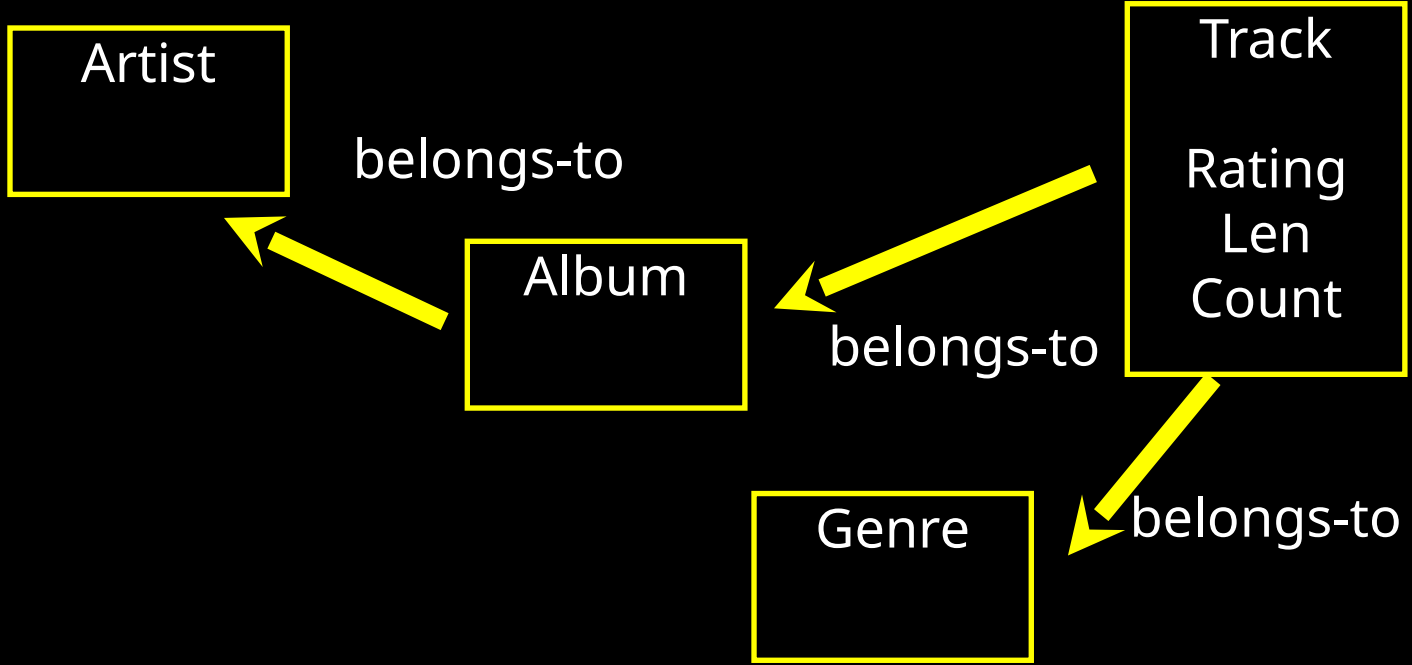 Artist
belongs-to
Album
belongs-to
Track
Rating
Len
Count
belongs-to
Genre